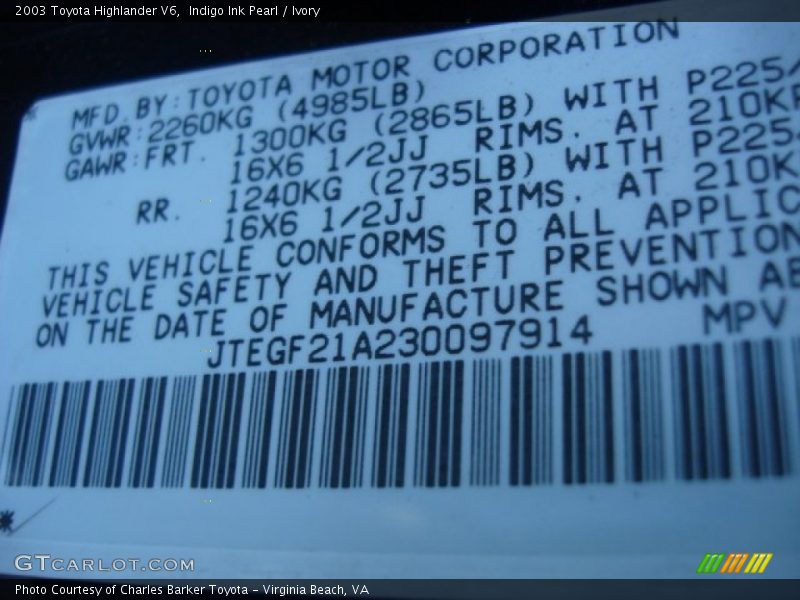 2003 Toyota Highlander V6,  Indigo Ink Pearl / Ivory
MFD. BY: TOYOTA MOTOR CORPORATION
GVWR: 2260KG (4985LB)
GAWR: FRT. 1300KG (2865LB) WITH P225/
16X6 1/2JJ RIMS. AT 210KP
RR. 1240KG (2735LB) WITH P225/
16X6 1/2JJ RIMS. AT 210K
THIS VEHICLE CONFORMS TO ALL APPLIC
VEHICLE SAFETY AND THEFT PREVENTION
ON THE DATE OF MANUFACTURE SHOWN AB
JTEGF21A230097914 MPV
GTCARLOT.COM
Photo Courtesy of Charles Barker Toyota – Virginia Beach, VA